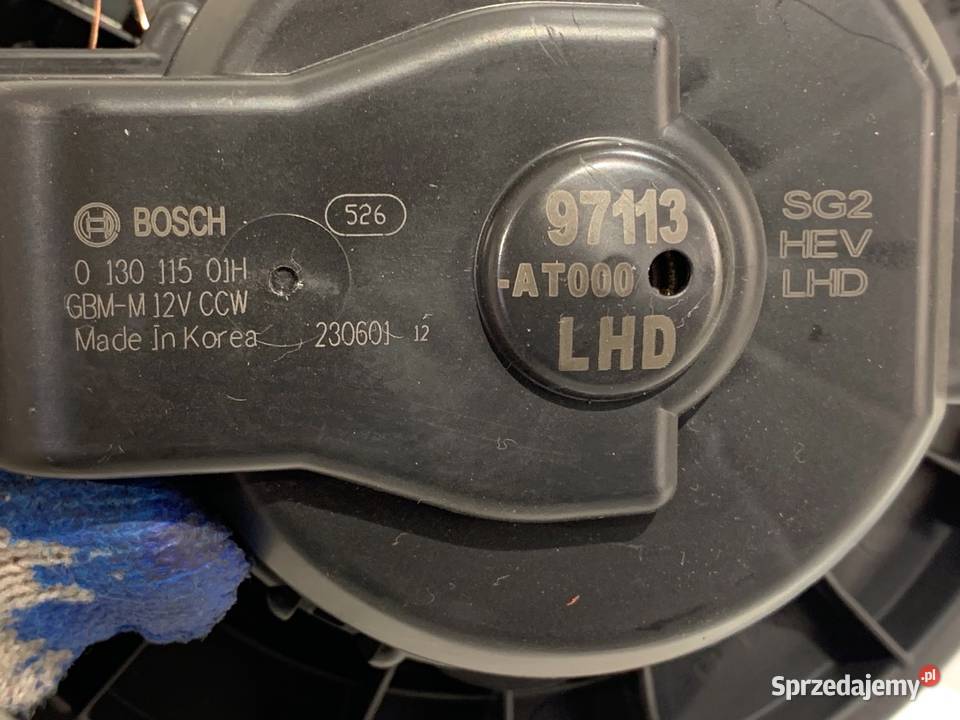 BOSCH
526
0 130 115 01H
GBM-M 12V CCW
Made In Korea
230601 12
97113
-AT000
LHD
SG2
HEV
LHD
Sprzedajemy.pl